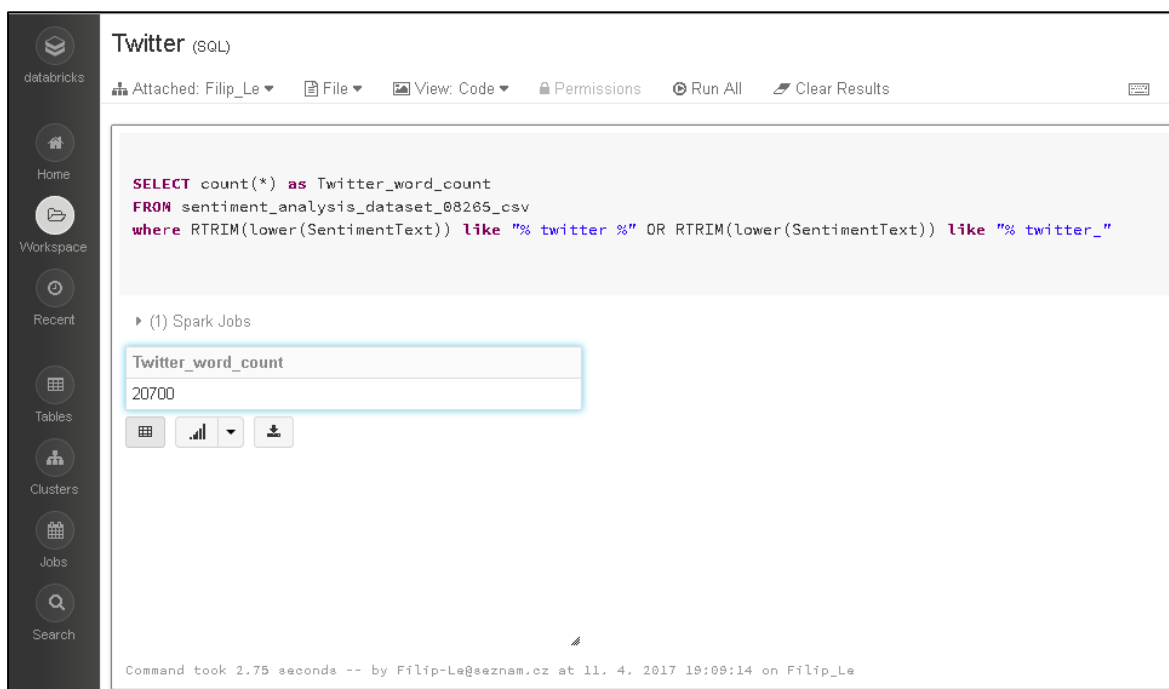 databricks
Home
Workspace
Recent
Tables
Clusters
Jobs
Search
Twitter (SQL)
Attached: Filip_Le File View: Code Permissions Run All Clear Results
SELECT count(*) as Twitter_word_count
FROM sentiment_analysis_dataset_08265_csv
where RTRIM(lower(SentimentText)) like "% twitter %" OR RTRIM(lower(SentimentText)) like "% twitter_"
(1) Spark Jobs
Twitter_word_count
20700
Command took 2.75 seconds -- by Filip-Le@seznam.cz at 11. 4. 2017 19:09:14 on Filip_Le